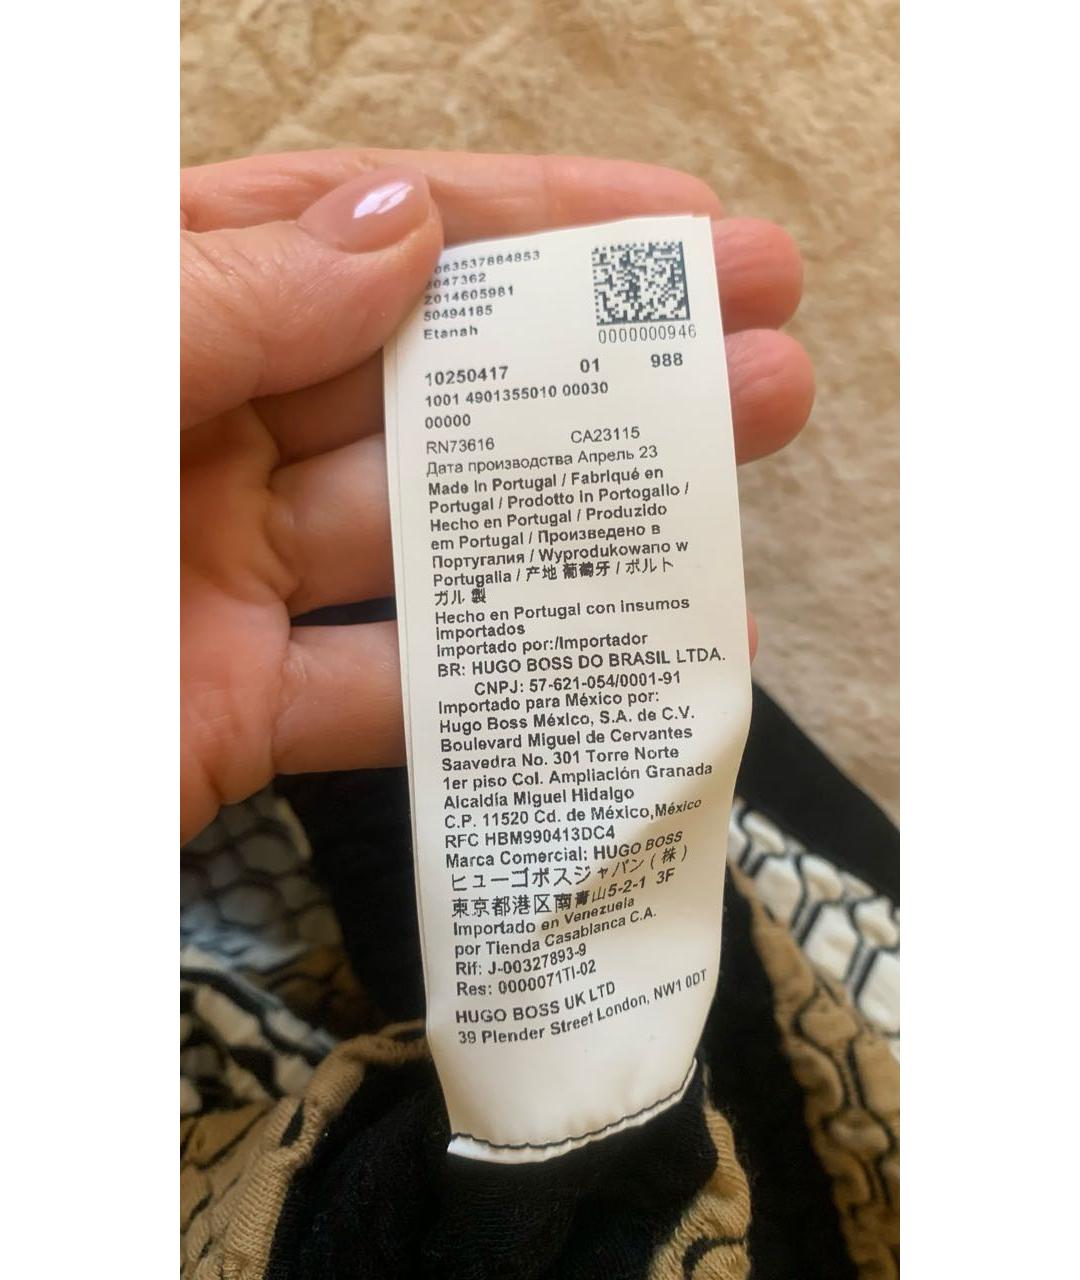 063537884853
2047362
2014605981
50494185
Etanah
0000000946
10250417 01 988
1001 4901355010 00030
00000
RN73616 CA23115
Дата производства Апрель 23
Made in Portugal / Fabriqué en
Portugal / Prodotto in Portogallo /
Hecho en Portugal / Produzido
em Portugal / Произведено в
Португалия / Wyprodukowano w
Portugalia / 产地 葡萄牙 / ポルト
ガル 製
Hecho en Portugal con insumos
importados
Importado por:/Importador
BR: HUGO BOSS DO BRASIL LTDA.
CNPJ: 57-621-054/0001-91
Importado para México por:
Hugo Boss México, S.A. de C.V.
Boulevard Miguel de Cervantes
Saavedra No. 301 Torre Norte
1er piso Col. Ampliación Granada
Alcaldía Miguel Hidalgo
C.P. 11520 Cd. de México,México
RFC HBM990413DC4
Marca Comercial: HUGO BOSS
ヒューゴボスジャパン (株)
東京都港区南青山5-2-1 3F
Importado en Venezuela
por Tienda Casablanca C.A.
Rif: J-00327893-9
Res: 0000071TI-02
HUGO BOSS UK LTD
39 Plender Street London, NW1 0DT